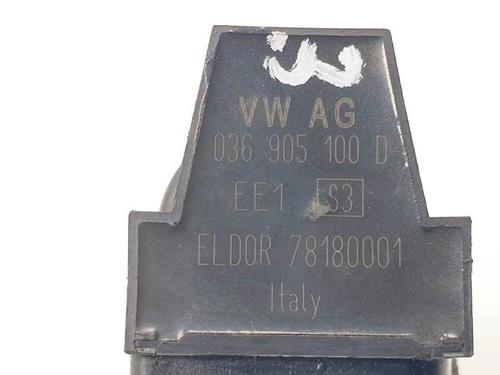 VW AG
036 905 100 D
EE1 S3
ELDOR 78180001
Italy